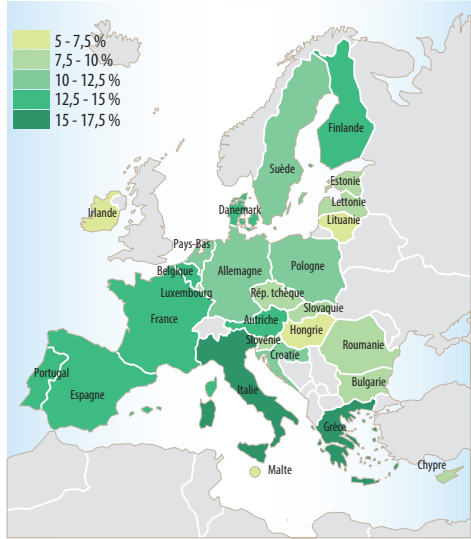 5 - 7,5 %
7,5 - 10 %
10 - 12,5 %
12,5 - 15 %
15 - 17,5 %
Finlande
Suède
Estonie
Lettonie
Lituanie
Irlande
Danemark
Pays-Bas
Belgique
Allemagne
Pologne
Luxembourg
Rép. tchèque
Slovaquie
France
Autriche
Hongrie
Slovénie
Roumanie
Croatie
Portugal
Bulgarie
Espagne
Italie
Grèce
Malte
Chypre